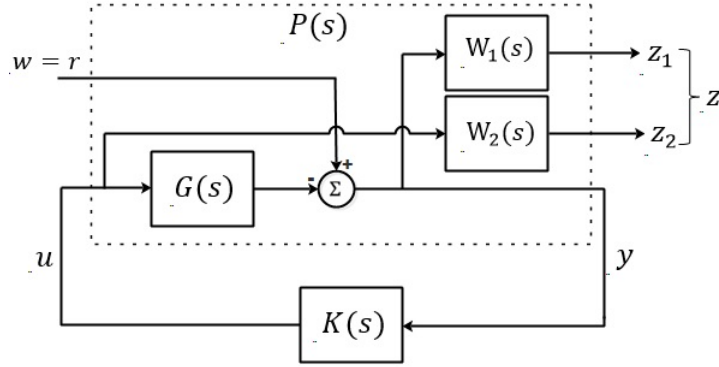 P(s)
w = r
W₁(s)
z₁
z
W₂(s)
z₂
+
G(s)
-
Σ
u
y
K(s)